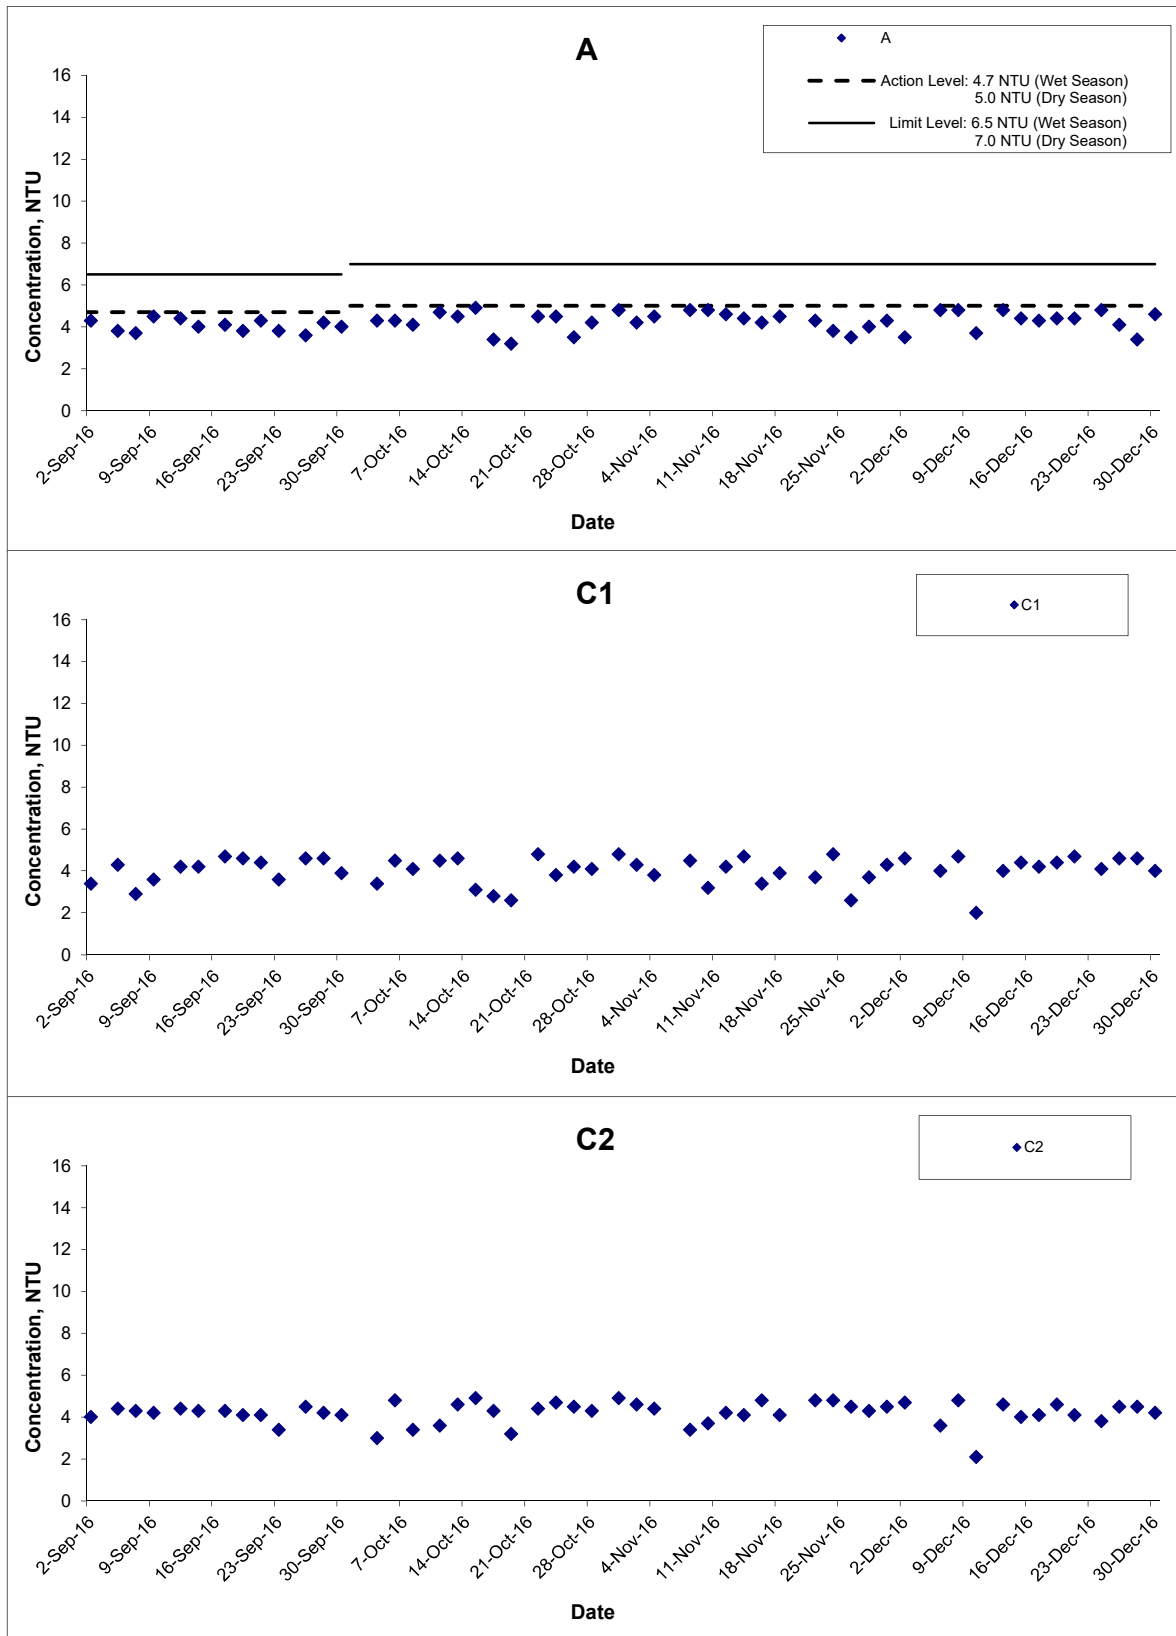 A
A
Action Level: 4.7 NTU (Wet Season)
5.0 NTU (Dry Season)
Limit Level: 6.5 NTU (Wet Season)
7.0 NTU (Dry Season)
Concentration, NTU
16
14
12
10
8
6
4
2
0
2-Sep-16
9-Sep-16
16-Sep-16
23-Sep-16
30-Sep-16
7-Oct-16
14-Oct-16
21-Oct-16
28-Oct-16
4-Nov-16
11-Nov-16
18-Nov-16
25-Nov-16
2-Dec-16
9-Dec-16
16-Dec-16
23-Dec-16
30-Dec-16
Date
C1
C1
Concentration, NTU
16
14
12
10
8
6
4
2
0
2-Sep-16
9-Sep-16
16-Sep-16
23-Sep-16
30-Sep-16
7-Oct-16
14-Oct-16
21-Oct-16
28-Oct-16
4-Nov-16
11-Nov-16
18-Nov-16
25-Nov-16
2-Dec-16
9-Dec-16
16-Dec-16
23-Dec-16
30-Dec-16
Date
C2
C2
Concentration, NTU
16
14
12
10
8
6
4
2
0
2-Sep-16
9-Sep-16
16-Sep-16
23-Sep-16
30-Sep-16
7-Oct-16
14-Oct-16
21-Oct-16
28-Oct-16
4-Nov-16
11-Nov-16
18-Nov-16
25-Nov-16
2-Dec-16
9-Dec-16
16-Dec-16
23-Dec-16
30-Dec-16
Date